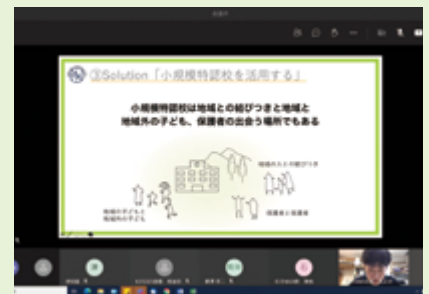 ③Solution「小規模特認校を活用する」
小規模特認校は地域との結びつきと地域と
地域外の子ども、保護者の出会う場所でもある
地域の人との結びつき
地域の子どもと
地域外の子ども
保護者と保護者